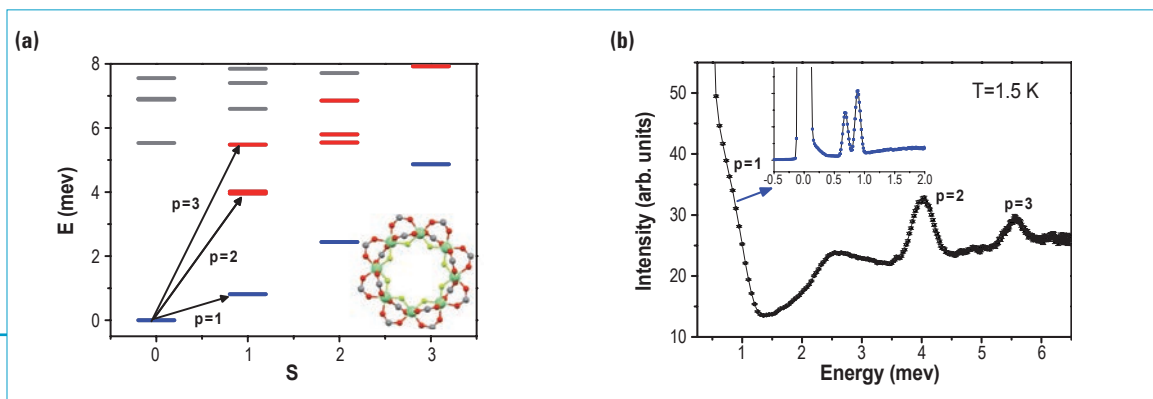 (a)
8
6
4
2
0
E (mev)
p=3
p=2
p=1
0 1 2 3
S
(b)
T=1.5 K
50
40
30
20
10
Intensity (arb. units)
p=1
-0.5 0.0 0.5 1.0 1.5 2.0
p=2
p=3
1 2 3 4 5 6
Energy (mev)